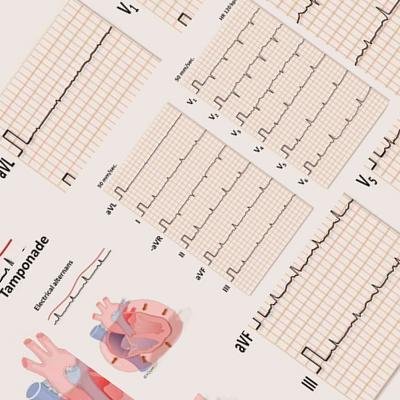 V₁
HR 120 bpm
50 mm/sec.
V₁
V₂
V₃
V₄
V₅
V₆
V₅
aVL
50 mm/sec.
aVL
I
-aVR
II
aVF
III
Tamponade
Electrical alternans
aVF
III